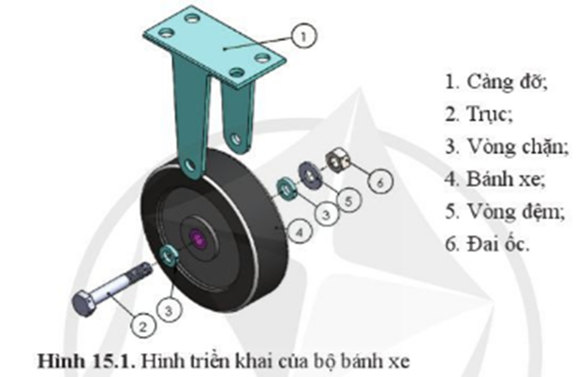 1
2
3
3
4
5
6
1. Càng đỡ;
2. Trục;
3. Vòng chặn;
4. Bánh xe;
5. Vòng đệm;
6. Đai ốc.
Hình 15.1. Hình triển khai của bộ bánh xe